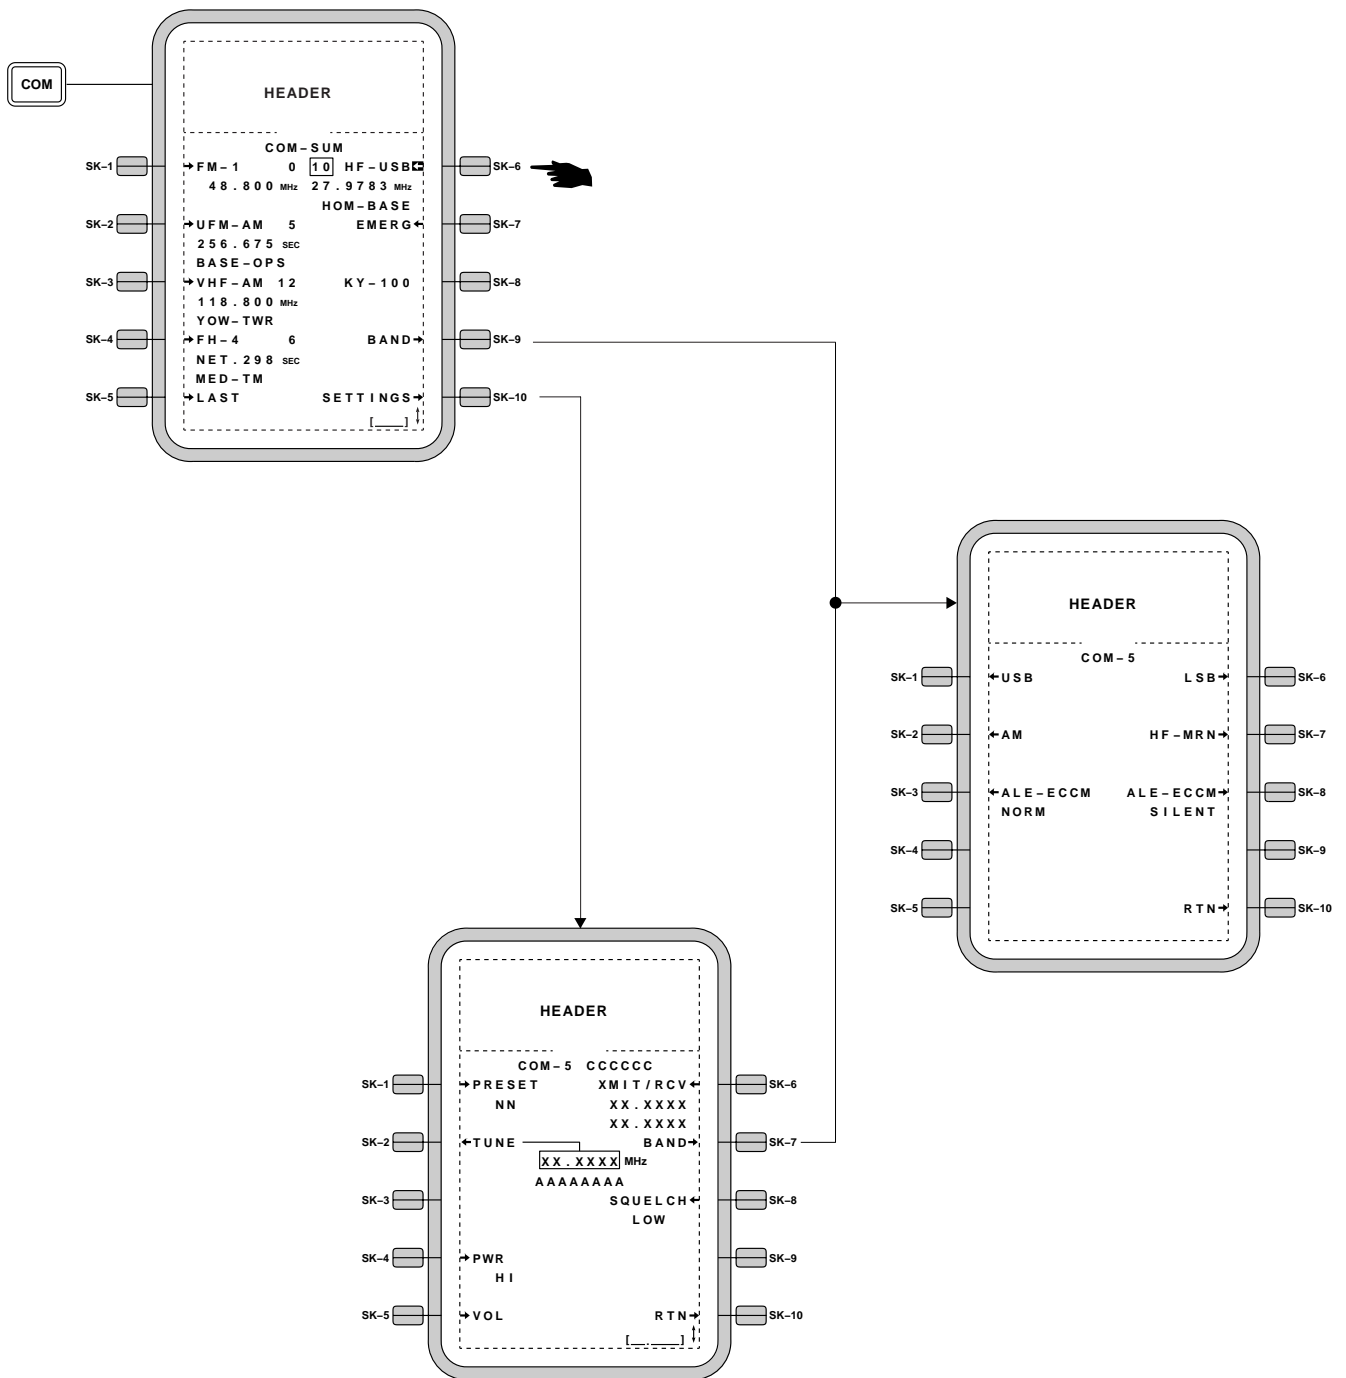 COM
HEADER
COM–SUM
SK–1 FM–1 0 10 HF–USB SK–6
48.800 MHz 27.9783 MHz
HOM–BASE
SK–2 UFM–AM 5 EMERG SK–7
256.675 SEC
BASE–OPS
SK–3 VHF–AM 12 KY–100 SK–8
118.800 MHz
YOW–TWR
SK–4 FH–4 6 BAND SK–9
NET.298 SEC
MED–TM
SK–5 LAST SETTINGS SK–10
[____]
HEADER
COM–5
SK–1 USB LSB SK–6
SK–2 AM HF–MRN SK–7
SK–3 ALE–ECCM ALE–ECCM SK–8
NORM SILENT
SK–4 SK–9
SK–5 RTN SK–10
HEADER
COM–5 CCCCCC
SK–1 PRESET XMIT/RCV SK–6
NN XX.XXXX
XX.XXXX
SK–2 TUNE BAND SK–7
XX.XXXX MHz
AAAAAAAA
SK–3 SQUELCH SK–8
LOW
SK–4 PWR SK–9
HI
SK–5 VOL RTN SK–10
[__.____]